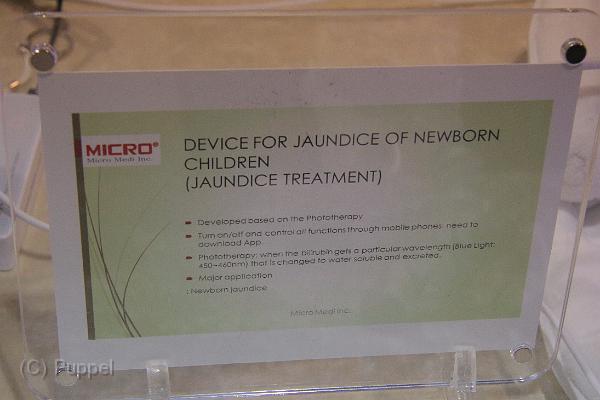 MICRO®
Micro Medi Inc.
DEVICE FOR JAUNDICE OF NEWBORN
CHILDREN
(JAUNDICE TREATMENT)
Developed based on the Phototherapy
Turn on/off and control all functions through mobile phones: need to
download App.
Phototherapy: when the bilirubin gets a particular wavelength (Blue Light:
450~460nm) that is changed to water soluble and excreted.
Major application
: Newborn jaundice
Micro Medi Inc.
(C) Puppel